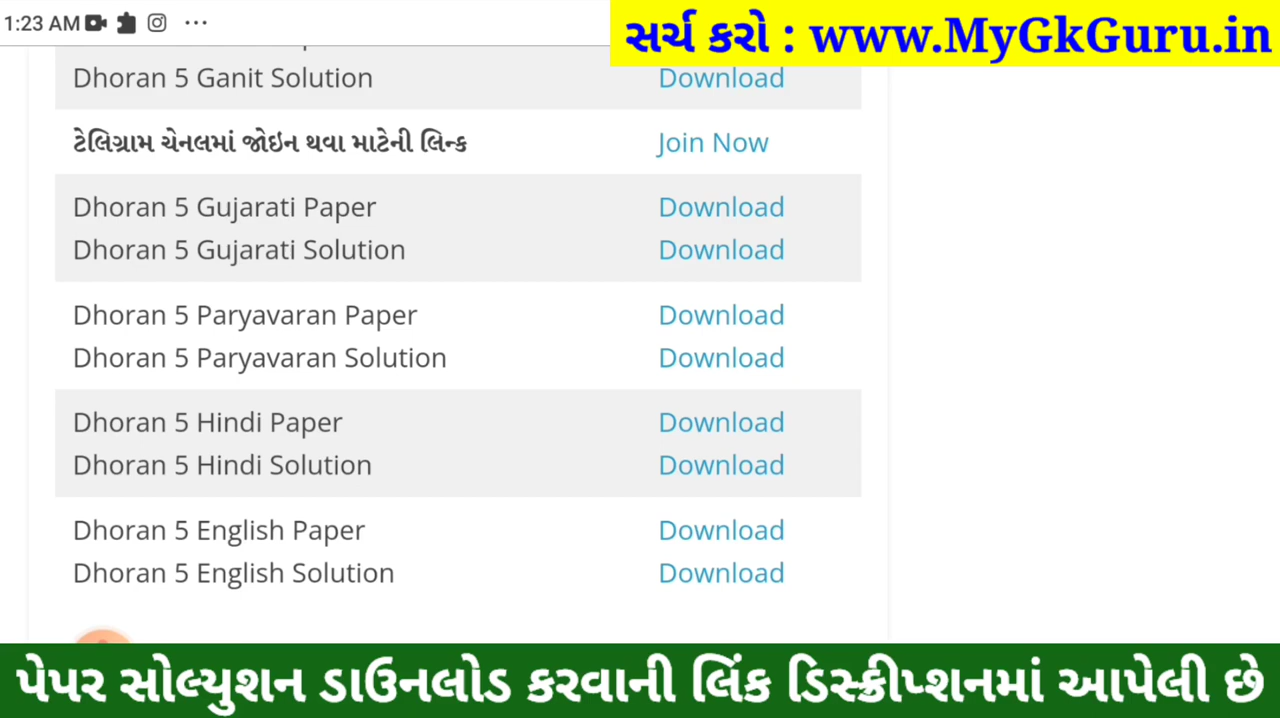 1:23 AM
સર્ચ કરો : www.MyGkGuru.in
Dhoran 5 Ganit Solution Download
ટેલિગ્રામ ચેનલમાં જોઇન થવા માટેની લિન્ક Join Now
Dhoran 5 Gujarati Paper Download
Dhoran 5 Gujarati Solution Download
Dhoran 5 Paryavaran Paper Download
Dhoran 5 Paryavaran Solution Download
Dhoran 5 Hindi Paper Download
Dhoran 5 Hindi Solution Download
Dhoran 5 English Paper Download
Dhoran 5 English Solution Download
પેપર સોલ્યુશન ડાઉનલોડ કરવાની લિંક ડિસ્ક્રીપ્શનમાં આપેલી છે